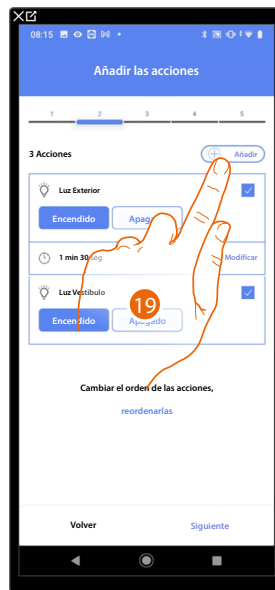 08:15
Añadir las acciones
1 2 3 4 5
3 Acciones Añadir
Luz Exterior
Encendido Apagado
1 min 30 seg Modificar
Luz Vestíbulo
Encendido Apagado
19
Cambiar el orden de las acciones,
reordenarlas
Volver Siguiente